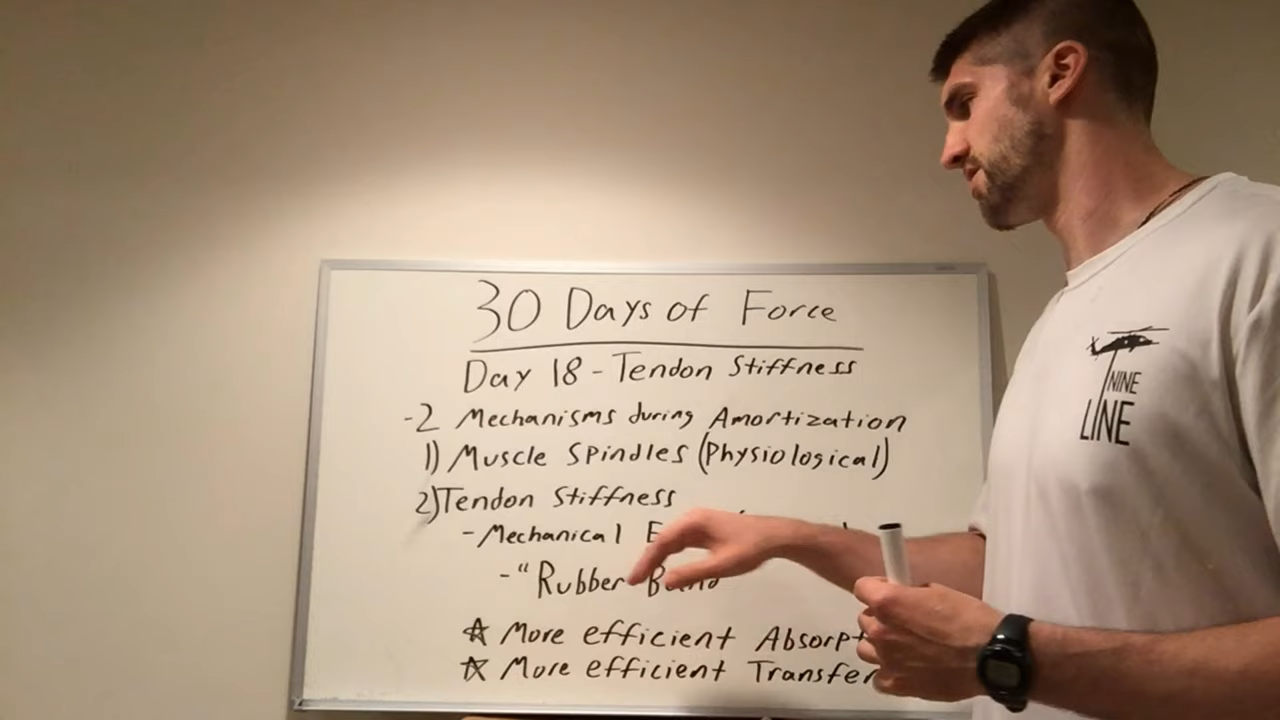 30 Days of Force
Day 18 - Tendon Stiffness
-2 Mechanisms during Amortization
1) Muscle Spindles (Physiological)
2) Tendon Stiffness
- Mechanical
- "Rubber Band
☆ More efficient
☆ More efficient Transfer
NINE
LINE